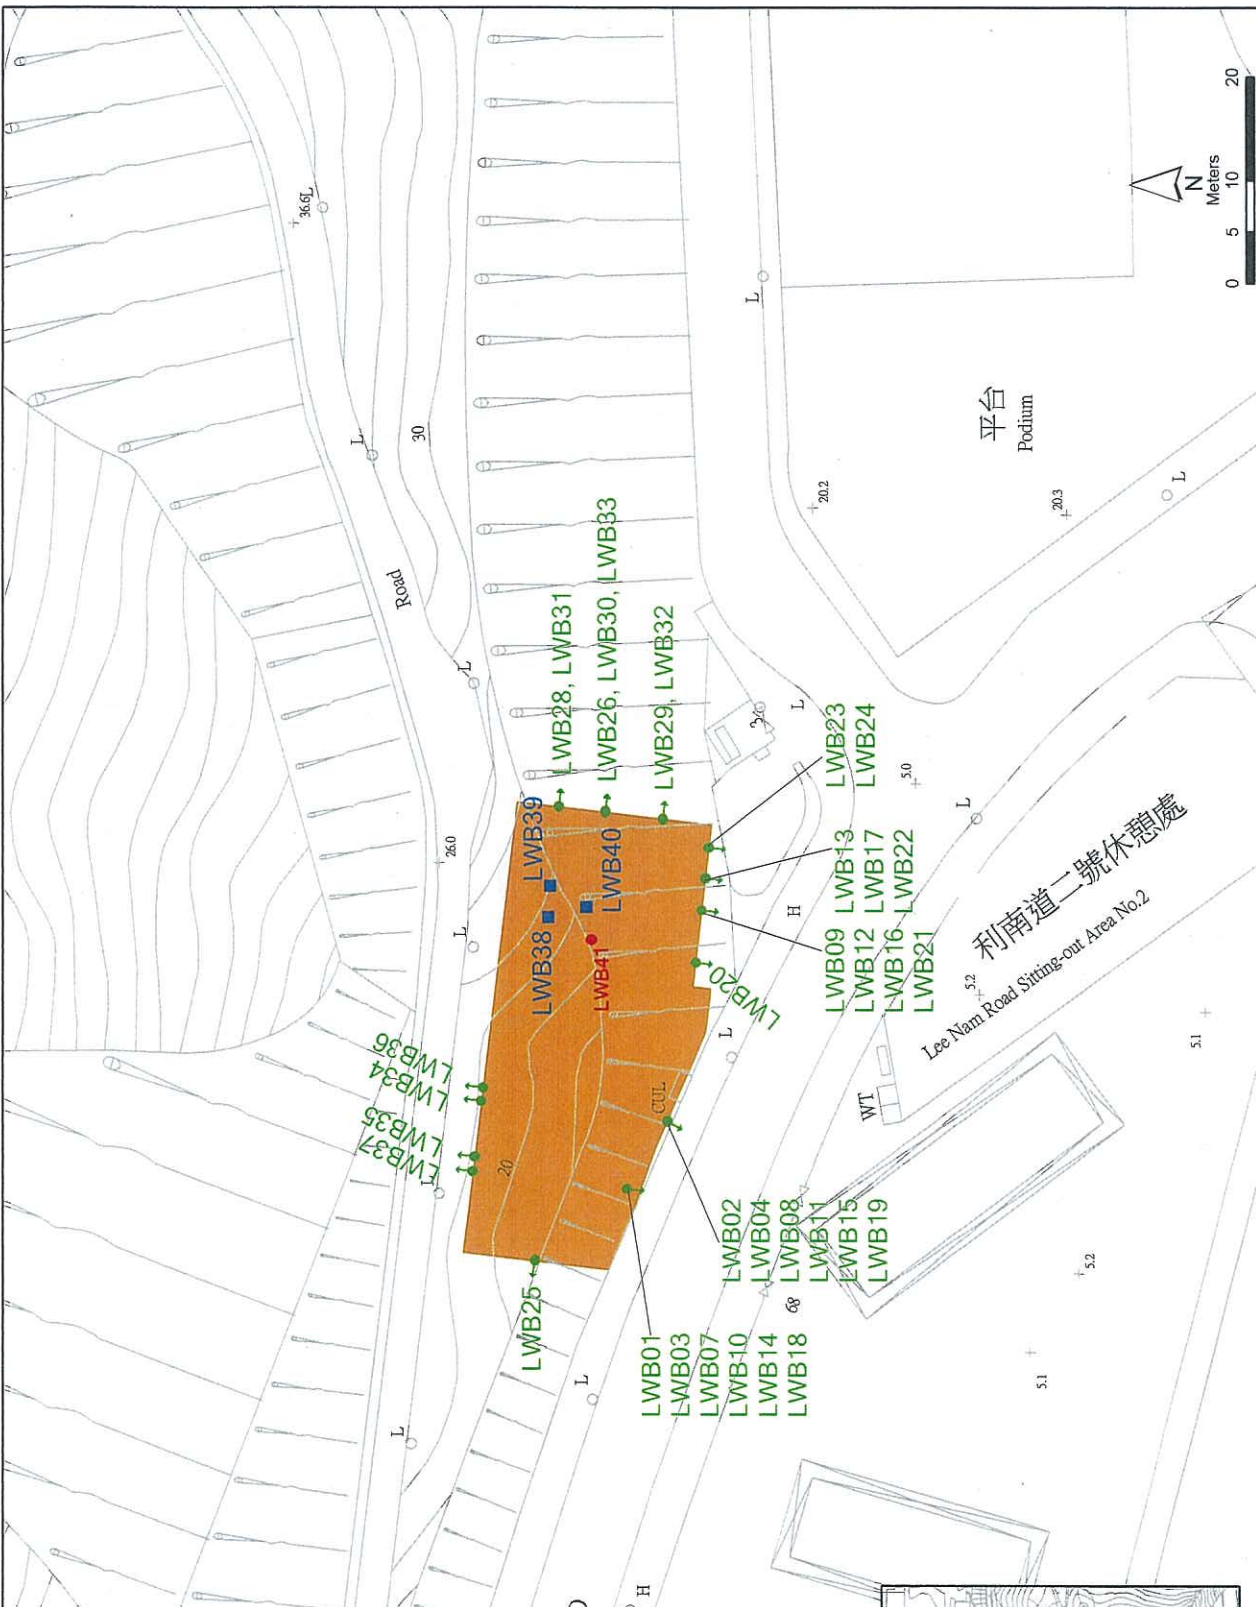 36.6
L
L
30
Road
L
26.0
L
L
L
LWB36
LWB34
LWB35
LWB37
20
LWB25
LWB38
LWB39
LWB40
LWB41
LWB28, LWB31
LWB26, LWB30, LWB33
LWB29, LWB32
LWB23
LWB24
LWB09 LWB13
LWB12 LWB17
LWB16 LWB22
LWB21
LWB20
CUL
LWB02
LWB04
LWB08
LWB11
LWB15
LWB19
LWB01
LWB03
LWB07
LWB10
LWB14
LWB18
L
L
L
L
L
L
H
H
WT
68
利南道二號休憩處
Lee Nam Road Sitting-out Area No.2
平台
Podium
20.2
20.3
5.0
5.2
5.1
5.2
5.1
N
Meters
0 5 10 20